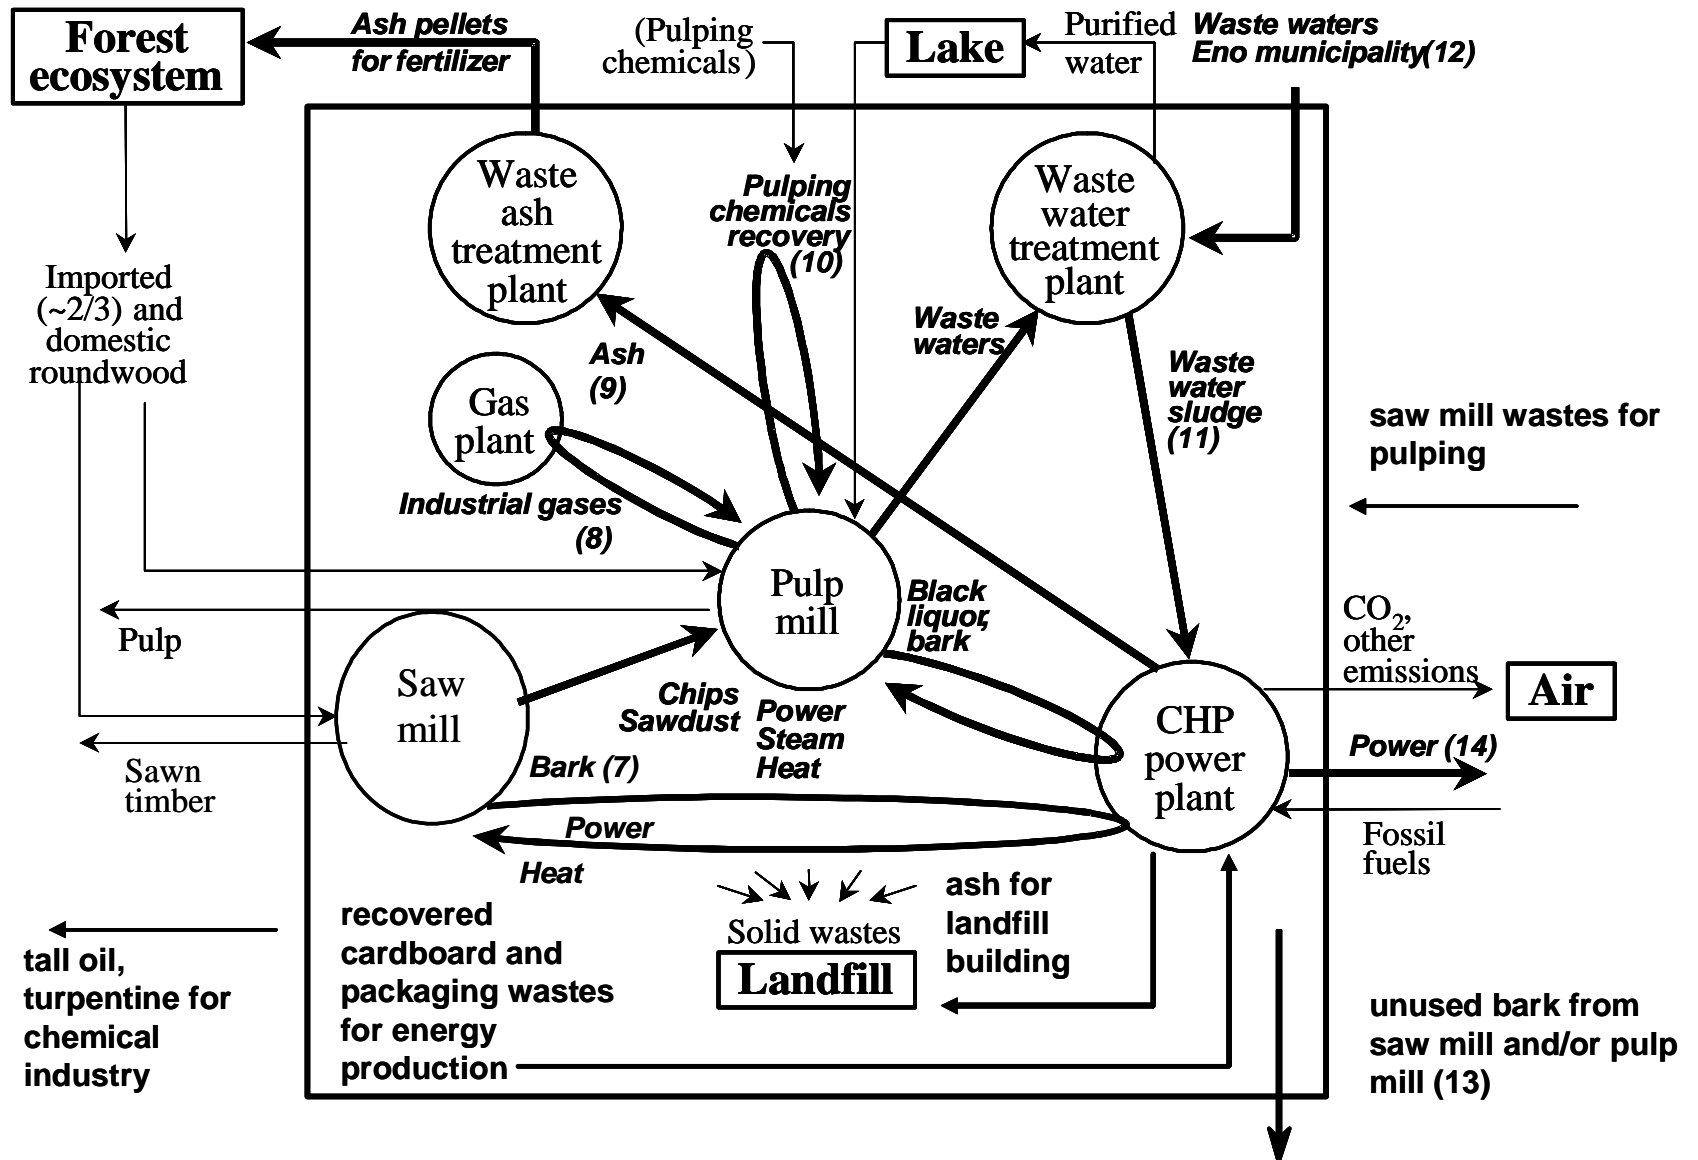 Forest
ecosystem
Ash pellets
for fertilizer
(Pulping
chemicals)
Lake
Purified
water
Waste waters
Eno municipality(12)
Waste
ash
treatment
plant
Pulping
chemicals
recovery
(10)
Waste
water
treatment
plant
Imported
(~2/3) and
domestic
roundwood
Ash
(9)
Waste
waters
Waste
water
sludge
(11)
Gas
plant
saw mill wastes for
pulping
Industrial gases
(8)
Pulp
mill
Black
liquor,
bark
CO2,
other
emissions
Air
Pulp
Saw
mill
Chips
Sawdust
Power
Steam
Heat
CHP
power
plant
Power (14)
Sawn
timber
Bark (7)
Power
Heat
Fossil
fuels
ash for
landfill
building
recovered
cardboard and
packaging wastes
for energy
production
Solid wastes
Landfill
tall oil,
turpentine for
chemical
industry
unused bark from
saw mill and/or pulp
mill (13)